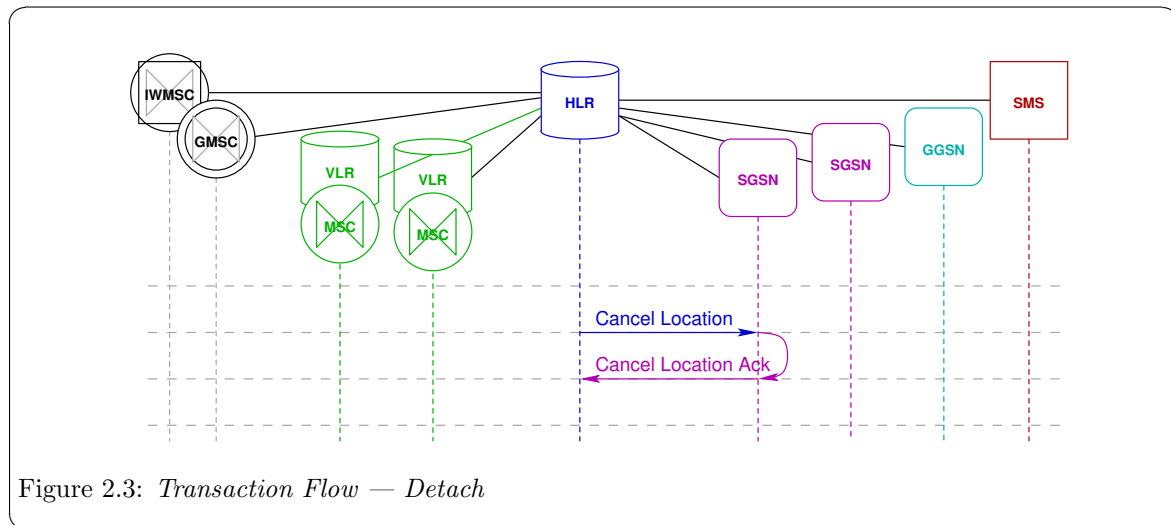 IWMSC
GMSC
HLR
SMS
VLR
VLR
MSC
MSC
SGSN
SGSN
GGSN
Cancel Location
Cancel Location Ack
Figure 2.3: Transaction Flow — Detach